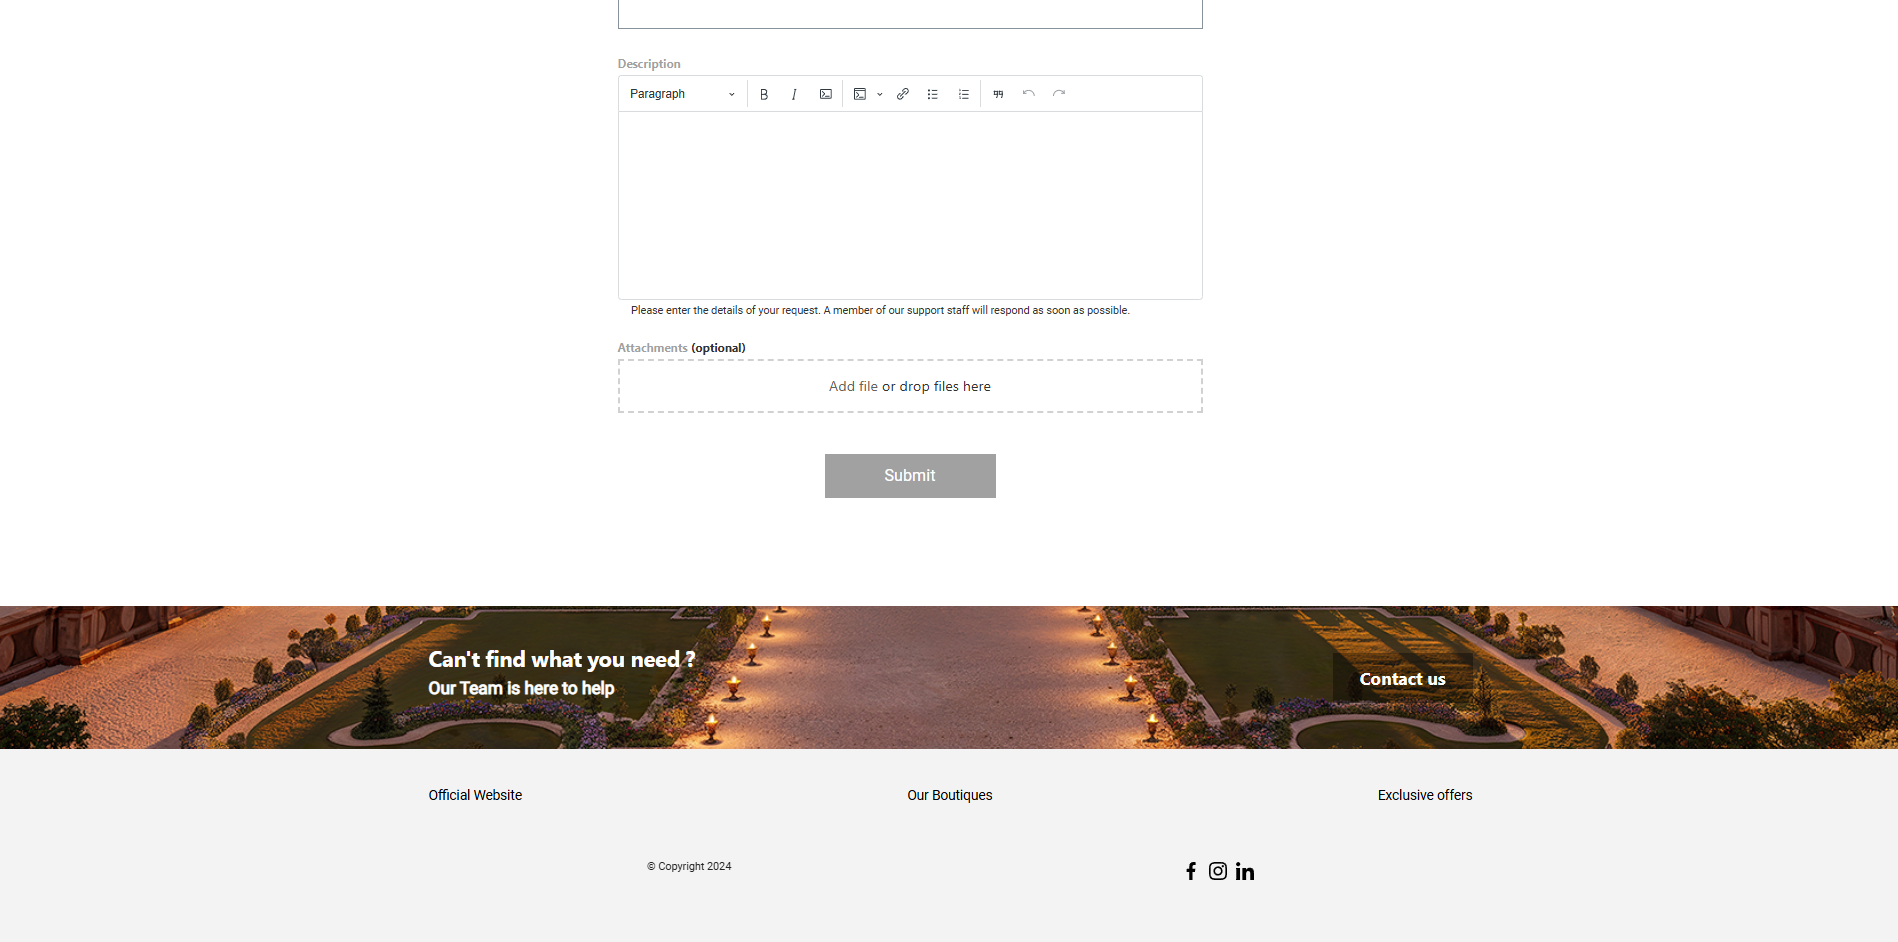 Description
Paragraph
Please enter the details of your request. A member of our support staff will respond as soon as possible.
Attachments (optional)
Add file or drop files here
Submit
Can't find what you need ?
Our Team is here to help
Contact us
Official Website
Our Boutiques
Exclusive offers
© Copyright 2024